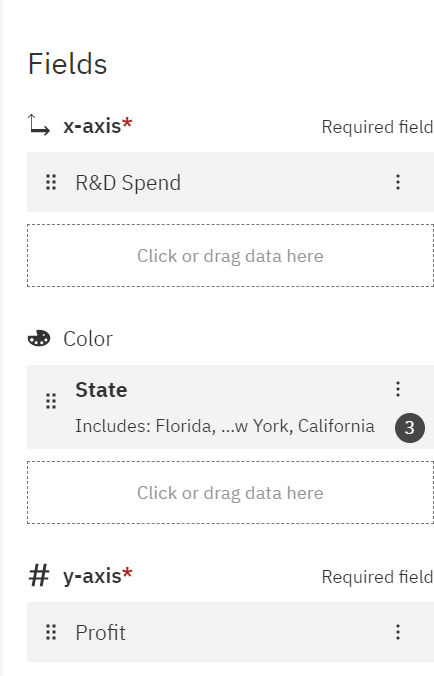 Fields
x-axis* Required field
R&D Spend
Click or drag data here
Color
State
Includes: Florida, ...w York, California 3
Click or drag data here
# y-axis* Required field
Profit